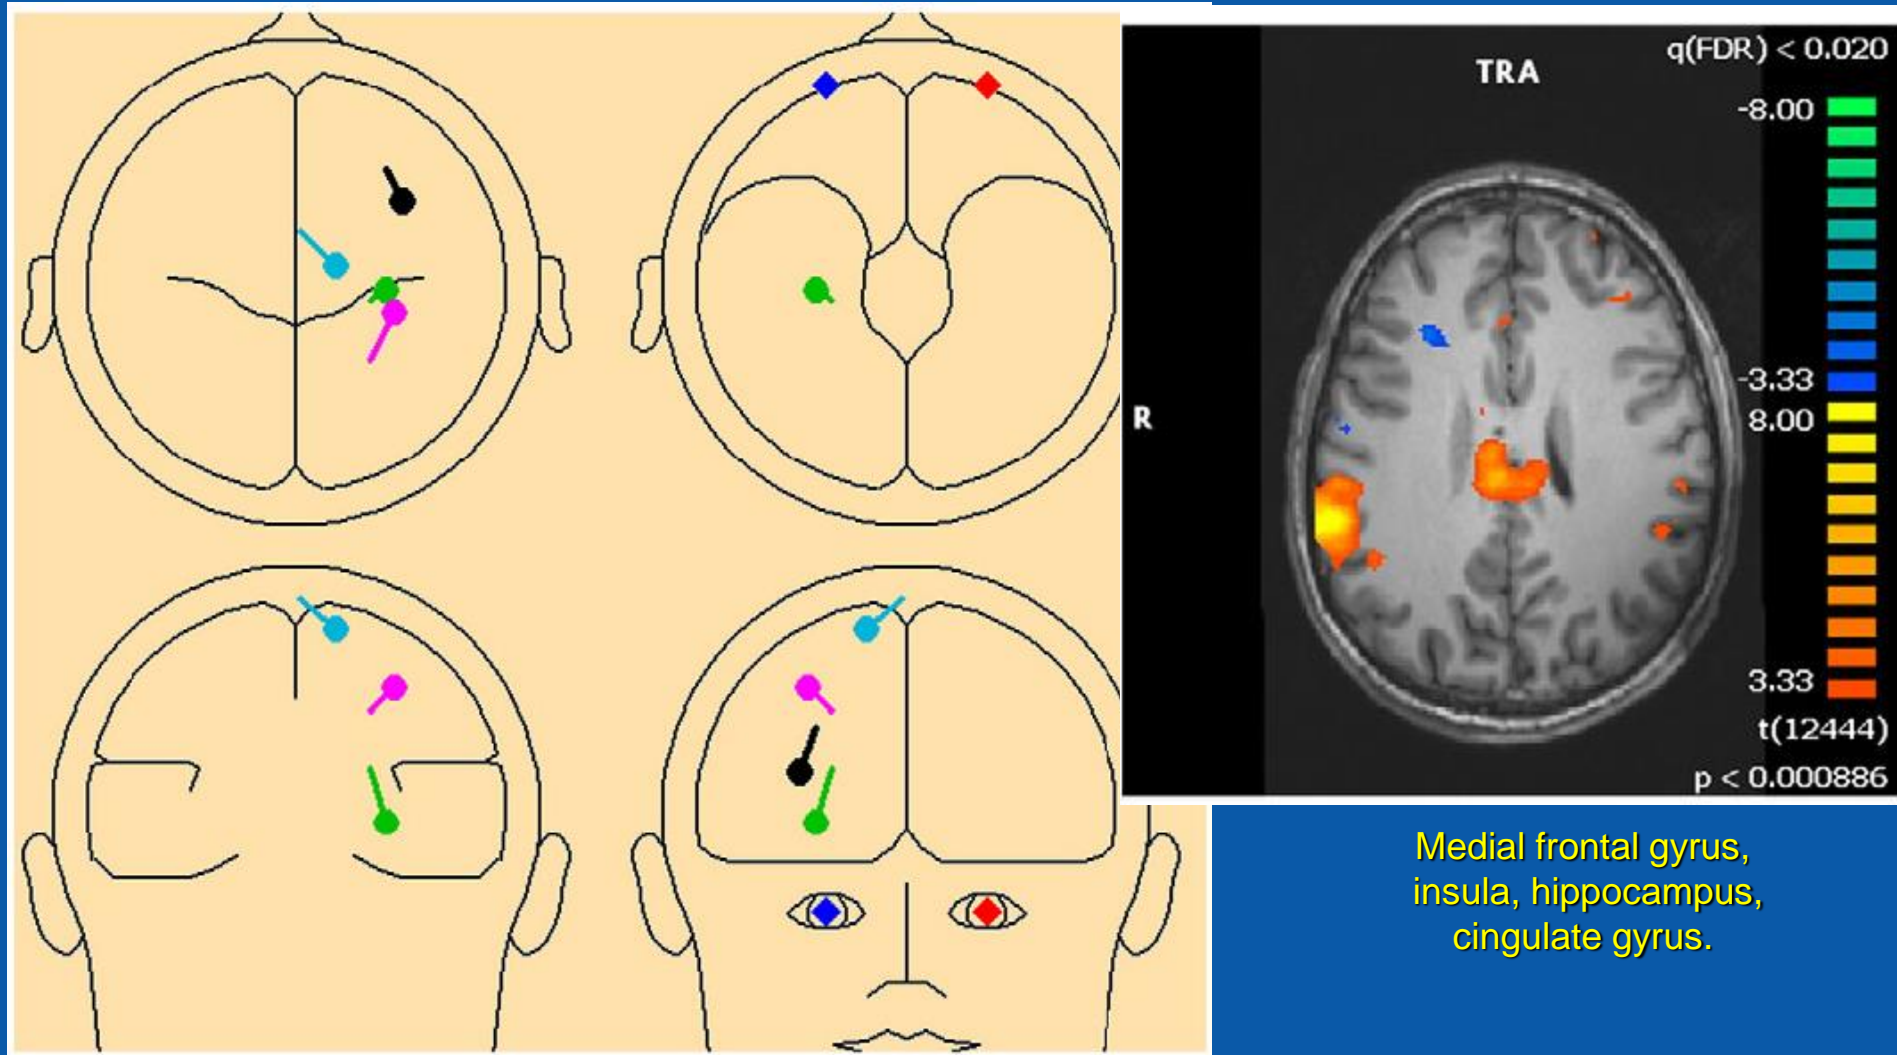 TRA
q(FDR) < 0.020
-8.00
R
-3.33
8.00
3.33
t(12444)
p < 0.000886
Medial frontal gyrus,
insula, hippocampus,
cingulate gyrus.